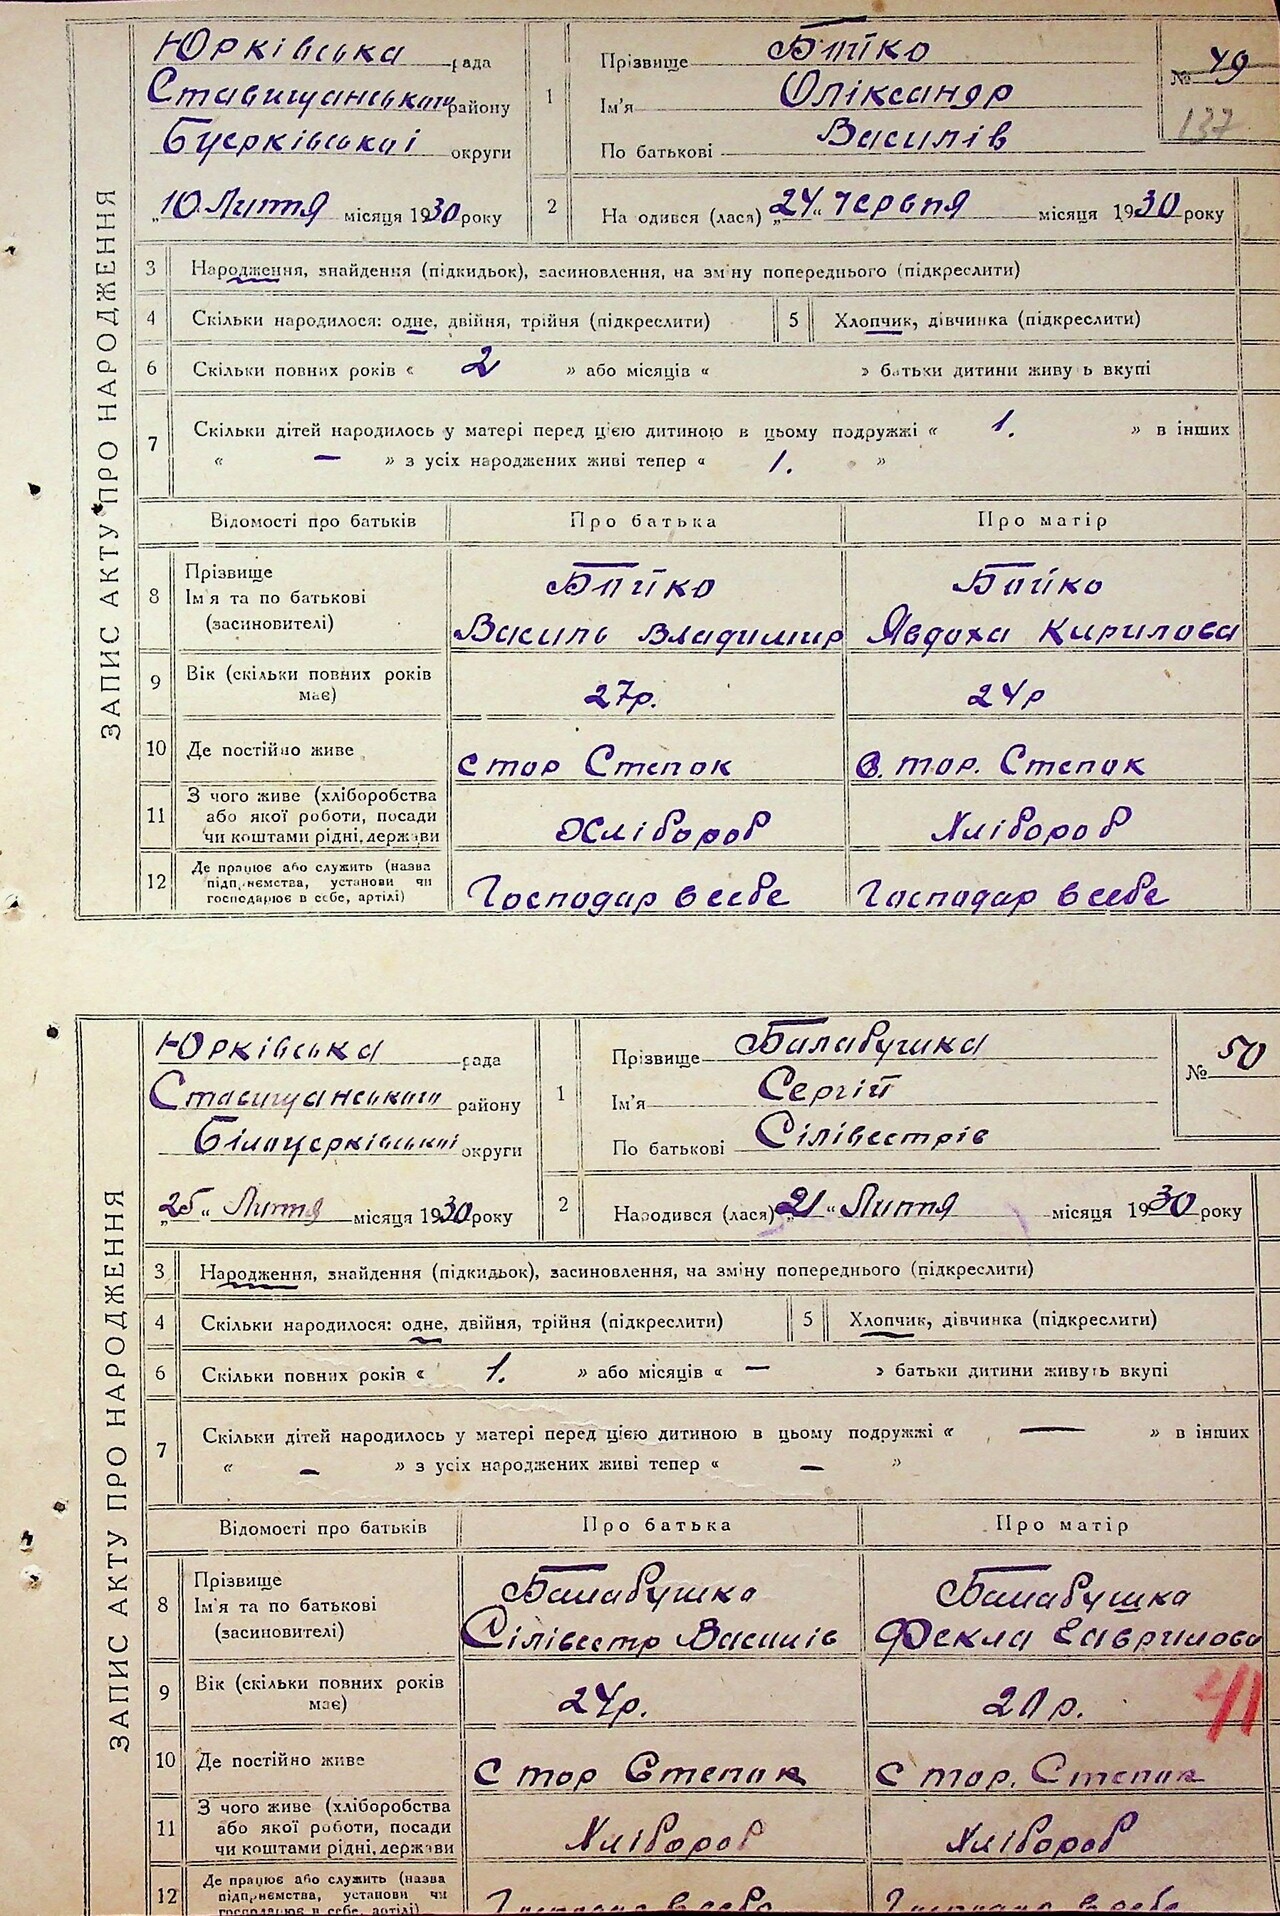 ЗАПИС АКТУ ПРО НАРОДЖЕННЯ
Юрківська рада
Ставищанського району
Бцерківської округи
„10 Липня місяця 1930 року
1 Прізвище Бойко
Ім'я Оліксандр
По батькові Василів
№ 49
137
2 Народився (лася) „24“ червня місяця 1930 року
3 Народження, знайдення (підкидьок), засиновлення, на зміну попереднього (підкреслити)
4 Скільки народилося: одне, двійня, трійня (підкреслити) 5 Хлопчик, дівчинка (підкреслити)
6 Скільки повних років « 2 » або місяців « » батьки дитини живуть вкупі
7 Скільки дітей народилось у матері перед цією дитиною в цьому подружжі « 1. » в інших
« — » з усіх народжених живі тепер « 1. »
Відомості про батьків Про батька Про матір
8 Прізвище Бойко Бойко
Ім'я та по батькові Василь Владимир Явдоха Кирилова
(засиновителі)
9 Вік (скільки повних років має) 27р. 24р
10 Де постійно живе с тор Степок с. тор. Степок
11 З чого живе (хліборобства
або якої роботи, посади
чи коштами рідні, держави Хлібороб Хлібороб
12 Де працює або служить (назва
підприємства, установи чи
господарює в себе, артілі) Господар в себе Господар в себе
ЗАПИС АКТУ ПРО НАРОДЖЕННЯ
Юрківська рада
Ставищанського району
Білоцерківської округи
„25“ Липня місяця 1930 року
1 Прізвище Балабушка
Ім'я Сергій
По батькові Сілівестрів
№ 50
2 Народився (лася) „21“ Липня місяця 1930 року
3 Народження, знайдення (підкидьок), засиновлення, на зміну попереднього (підкреслити)
4 Скільки народилося: одне, двійня, трійня (підкреслити) 5 Хлопчик, дівчинка (підкреслити)
6 Скільки повних років « 1. » або місяців « — » батьки дитини живуть вкупі
7 Скільки дітей народилось у матері перед цією дитиною в цьому подружжі « — » в інших
« — » з усіх народжених живі тепер « — »
Відомості про батьків Про батька Про матір
8 Прізвище Балабушка Балабушка
Ім'я та по батькові Сілівестр Василів Фекла Гаврилова
(засиновителі)
9 Вік (скільки повних років має) 24р. 20р.
10 Де постійно живе с тор Степок с тор. Степок
11 З чого живе (хліборобства
або якої роботи, посади
чи коштами рідні, держави Хлібороб Хлібороб
12 Де працює або служить (назва
підприємства, установи чи
господарює в себе, артілі) Господар в себе Господар в себе